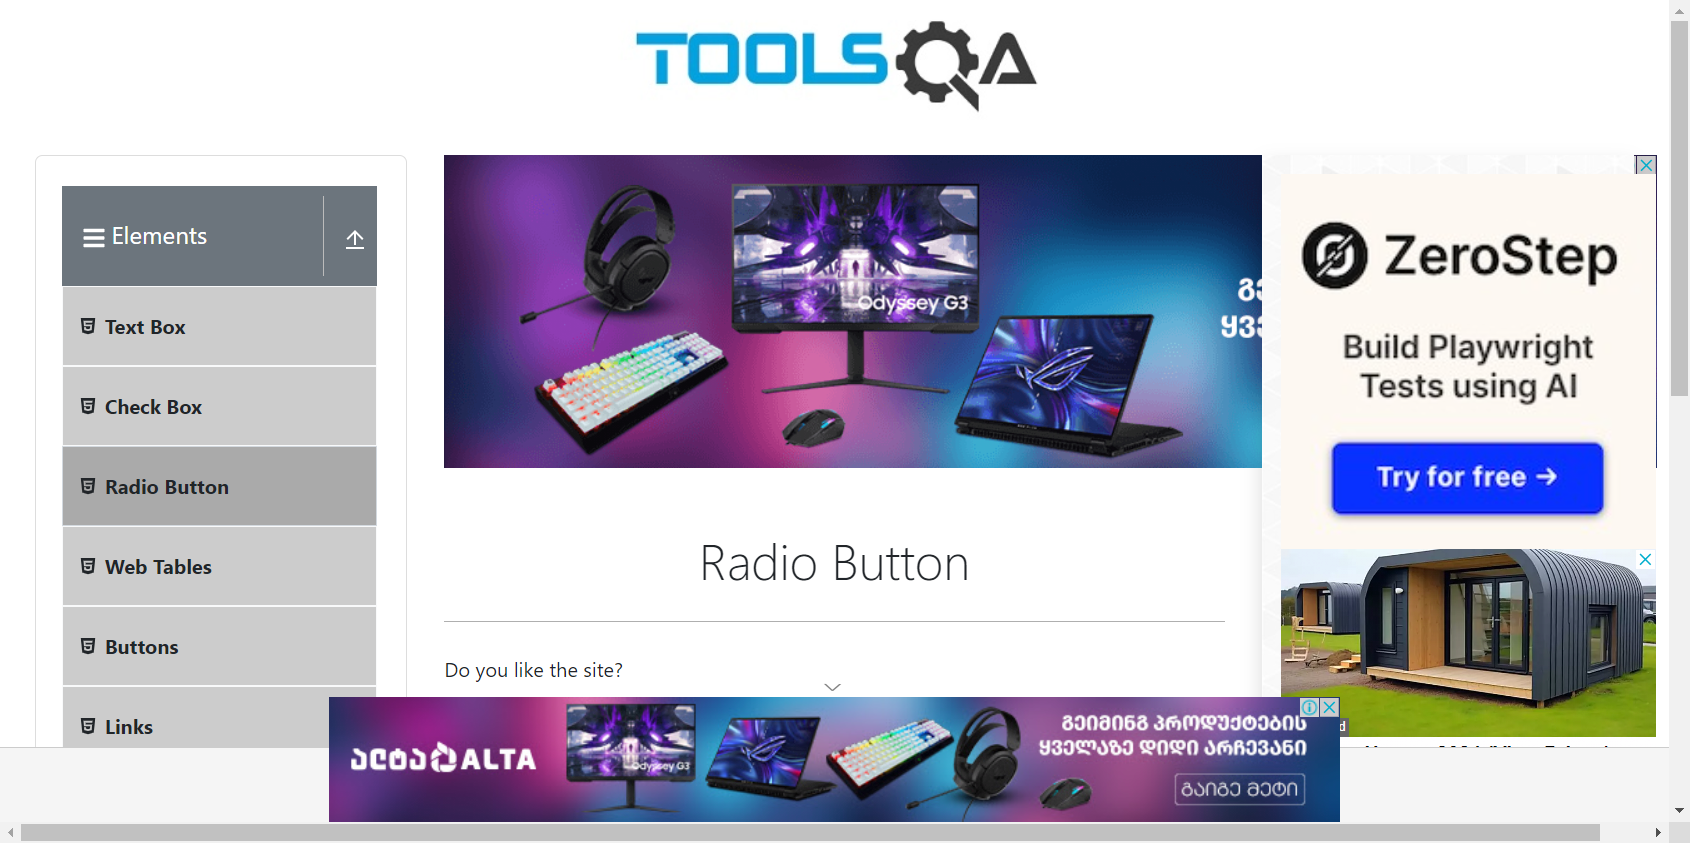 TOOLSQA
Elements
Text Box
Check Box
Radio Button
Web Tables
Buttons
Links
Odyssey G3
ZeroStep
Build Playwright
Tests using AI
Try for free →
Radio Button
Do you like the site?
ალტა ALTA
Odyssey G3
გეიმინგ პროდუქტების
ყველაზე დიდი არჩევანი
გაიგე მეტი